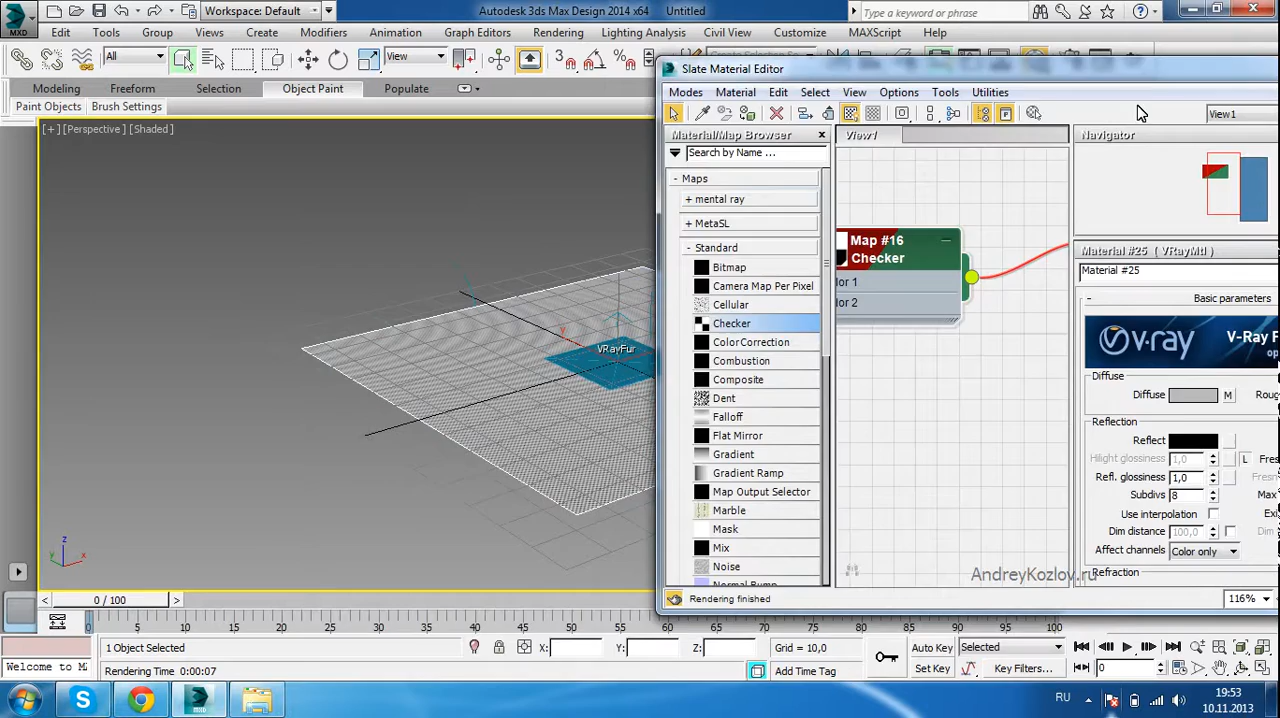 MXD
Workspace: Default
Autodesk 3ds Max Design 2014 x64
Untitled
Type a keyword or phrase
Edit
Tools
Group
Views
Create
Modifiers
Animation
Graph Editors
Rendering
Lighting Analysis
Civil View
Customize
MAXScript
Help
All
View
3
Modeling
Freeform
Selection
Object Paint
Populate
Paint Objects
Brush Settings
[+] [Perspective] [Shaded]
VRayFur
y
z
y
x
Slate Material Editor
Modes
Material
Edit
Select
View
Options
Tools
Utilities
View1
Material/Map Browser
Search by Name ...
- Maps
+ mental ray
+ MetaSL
- Standard
Bitmap
Camera Map Per Pixel
Cellular
Checker
ColorCorrection
Combustion
Composite
Dent
Falloff
Flat Mirror
Gradient
Gradient Ramp
Map Output Selector
Marble
Mask
Mix
Noise
Normal Bump
View1
Map #16
Checker
lor 1
lor 2
Navigator
Material #25 ( VRayMtl )
Material #25
- Basic parameters
v·ray
V-Ray F
Diffuse
Diffuse
M
Roug
Reflection
Reflect
Hilight glossiness
1,0
L
Fres
Refl. glossiness
1,0
Fresn
Subdivs
8
Max
Use interpolation
Exi
Dim distance
100,0
Dim
Affect channels
Color only
Refraction
AndreyKozlov.ru
Rendering finished
116%
0 / 100
0
5
10
15
20
25
30
35
40
45
50
55
60
65
70
75
80
85
90
95
100
1 Object Selected
X:
Y:
Z:
Grid = 10,0
Auto Key
Selected
Welcome to M
Rendering Time 0:00:07
Add Time Tag
Set Key
Key Filters...
0
S
MXD
RU
19:53
10.11.2013